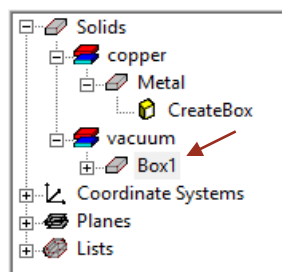 Solids
copper
Metal
CreateBox
vacuum
Box1
Coordinate Systems
Planes
Lists